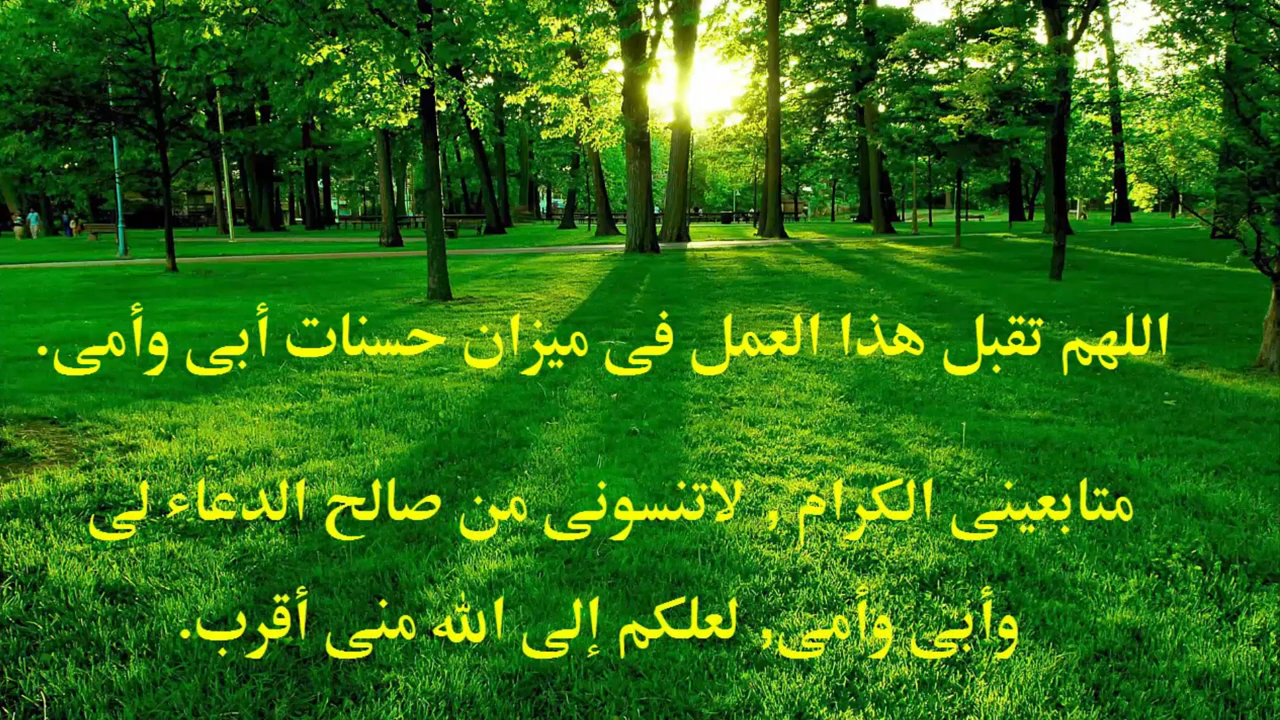 اللهم تقبل هذا العمل فى ميزان حسنات أبى وأمى.
متابعينى الكرام , لاتنسونى من صالح الدعاء لى
وأبى وأمى, لعلكم إلى الله منى أقرب.